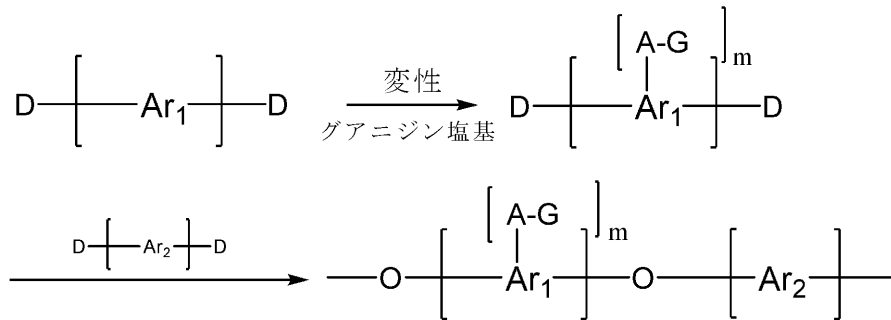 D [ Ar1 ] D
変性
グアニジン塩基
[ A-G ] m
D [ Ar1 ] D
D [ Ar2 ] D
[ A-G ] m
O [ Ar1 ] O [ Ar2 ]